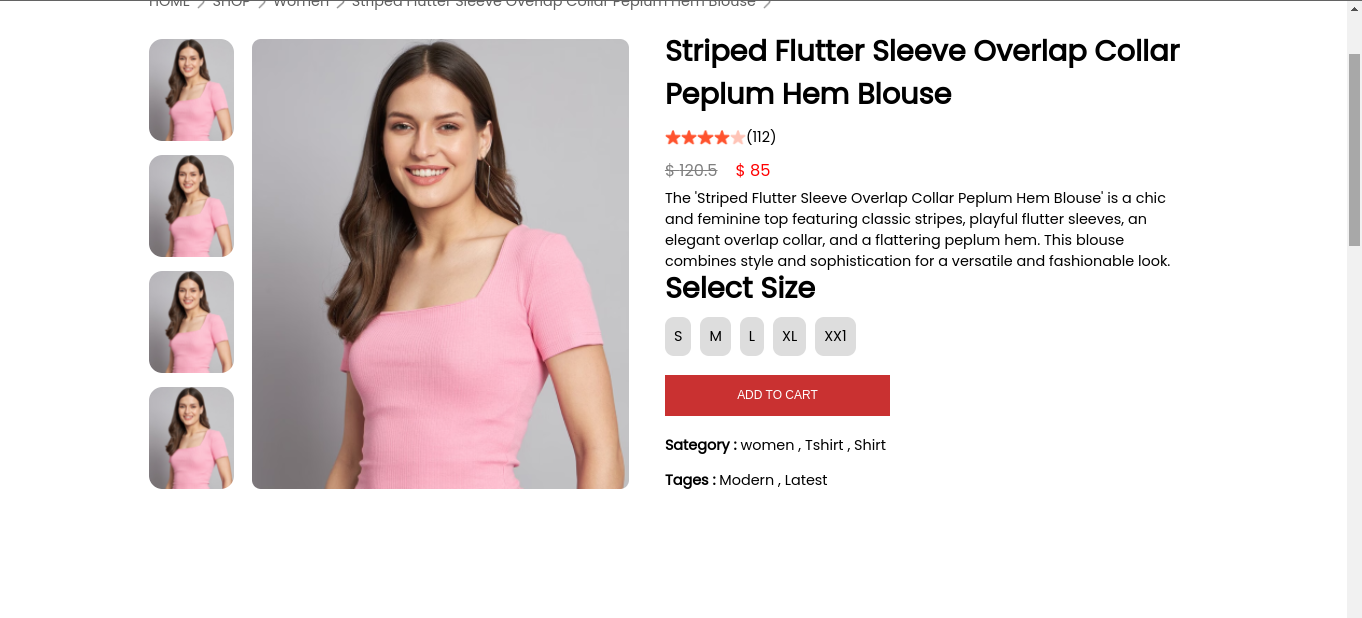 HOME SHOP Women Striped Flutter Sleeve Overlap Collar Peplum Hem Blouse
Striped Flutter Sleeve Overlap Collar
Peplum Hem Blouse
(112)
$ 120.5 $ 85
The 'Striped Flutter Sleeve Overlap Collar Peplum Hem Blouse' is a chic
and feminine top featuring classic stripes, playful flutter sleeves, an
elegant overlap collar, and a flattering peplum hem. This blouse
combines style and sophistication for a versatile and fashionable look.
Select Size
S M L XL XX1
ADD TO CART
Sategory : women , Tshirt , Shirt
Tages : Modern , Latest